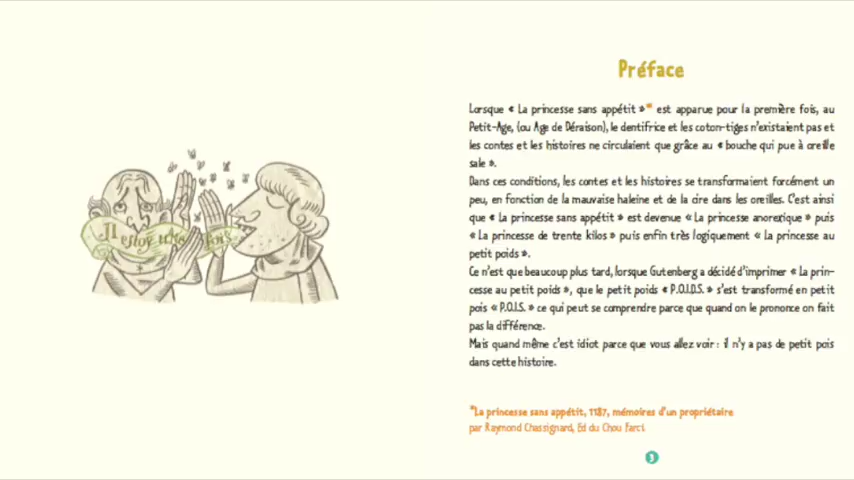 Il estoy une fois
Préface
Lorsque « La princesse sans appétit »* est apparue pour la première fois, au
Petit-Age, (ou Age de Déraison), le dentifrice et les coton-tiges n'existaient pas et
les contes et les histoires ne circulaient que grâce au « bouche qui pue à oreille
sale ».
Dans ces conditions, les contes et les histoires se transformaient forcément un
peu, en fonction de la mauvaise haleine et de la cire dans les oreilles. C'est ainsi
que « La princesse sans appétit » est devenue « La princesse anorexique » puis
« La princesse de trente kilos » puis enfin très logiquement « La princesse au
petit poids ».
Ce n'est que beaucoup plus tard, lorsque Gutenberg a décidé d'imprimer « La prin-
cesse au petit poids », que le petit poids « P.O.I.D.S. » s'est transformé en petit
pois « P.O.I.S. » ce qui peut se comprendre parce que quand on le prononce on fait
pas la différence.
Mais quand même c'est idiot parce que vous allez voir : il n'y a pas de petit pois
dans cette histoire.
*La princesse sans appétit, 1187, mémoires d'un propriétaire
par Raymond Chassignard, Ed du Chou Farci.
3